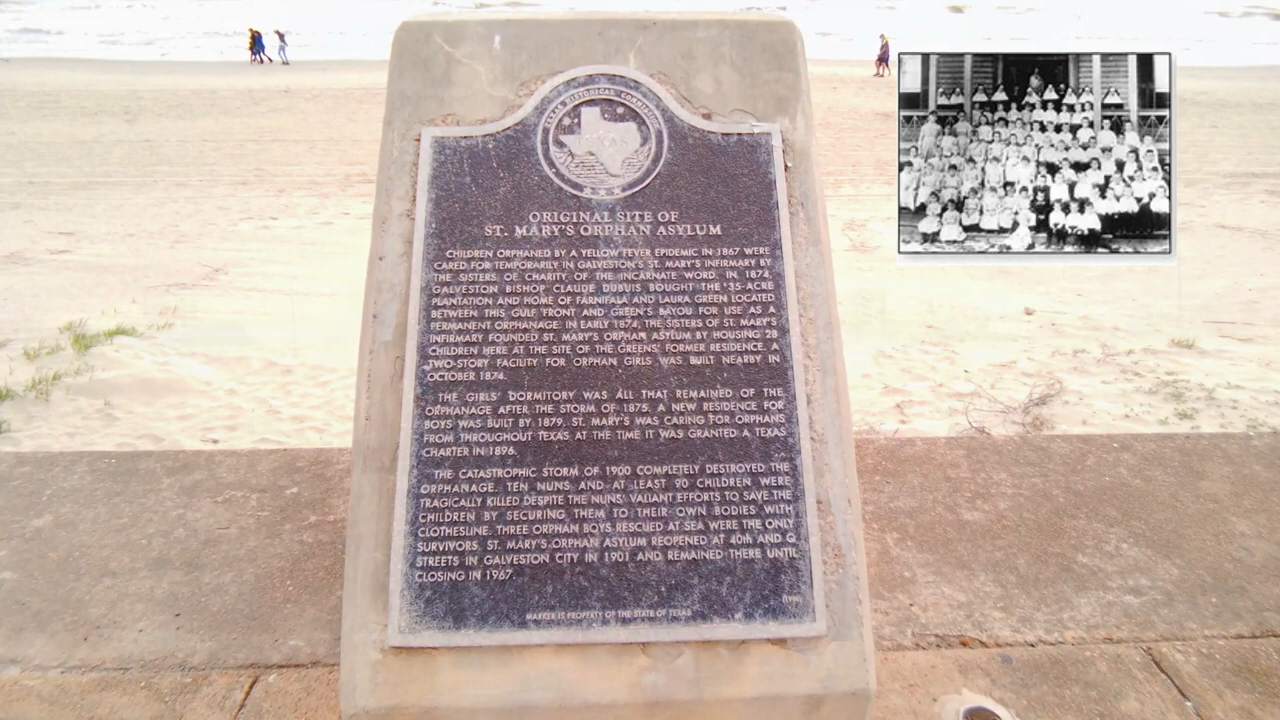 TEXAS HISTORICAL COMMISSION
ORIGINAL SITE OF
ST. MARY'S ORPHAN ASYLUM
CHILDREN ORPHANED BY A YELLOW FEVER EPIDEMIC IN 1867 WERE
CARED FOR TEMPORARILY IN GALVESTON'S ST. MARY'S INFIRMARY BY
THE SISTERS OF CHARITY OF THE INCARNATE WORD. IN 1874,
GALVESTON BISHOP CLAUDE DUBUIS BOUGHT THE 35-ACRE
PLANTATION AND HOME OF FARNIFALA AND LAURA GREEN LOCATED
BETWEEN THIS GULF FRONT AND GREEN'S BAYOU FOR USE AS A
PERMANENT ORPHANAGE. IN EARLY 1874, THE SISTERS OF ST. MARY'S
INFIRMARY FOUNDED ST. MARY'S ORPHAN ASYLUM BY HOUSING 28
CHILDREN HERE AT THE SITE OF THE GREENS' FORMER RESIDENCE. A
TWO-STORY FACILITY FOR ORPHAN GIRLS WAS BUILT NEARBY IN
OCTOBER 1874.
THE GIRLS' DORMITORY WAS ALL THAT REMAINED OF THE
ORPHANAGE AFTER THE STORM OF 1875. A NEW RESIDENCE FOR
BOYS WAS BUILT BY 1879. ST. MARY'S WAS CARING FOR ORPHANS
FROM THROUGHOUT TEXAS AT THE TIME IT WAS GRANTED A TEXAS
CHARTER IN 1896.
THE CATASTROPHIC STORM OF 1900 COMPLETELY DESTROYED THE
ORPHANAGE. TEN NUNS AND AT LEAST 90 CHILDREN WERE
TRAGICALLY KILLED DESPITE THE NUNS' VALIANT EFFORTS TO SAVE THE
CHILDREN BY SECURING THEM TO THEIR OWN BODIES WITH
CLOTHESLINE. THREE ORPHAN BOYS RESCUED AT SEA WERE THE ONLY
SURVIVORS. ST. MARY'S ORPHAN ASYLUM REOPENED AT 40th AND Q
STREETS IN GALVESTON CITY IN 1901 AND REMAINED THERE UNTIL
CLOSING IN 1967.
MARKER IS PROPERTY OF THE STATE OF TEXAS